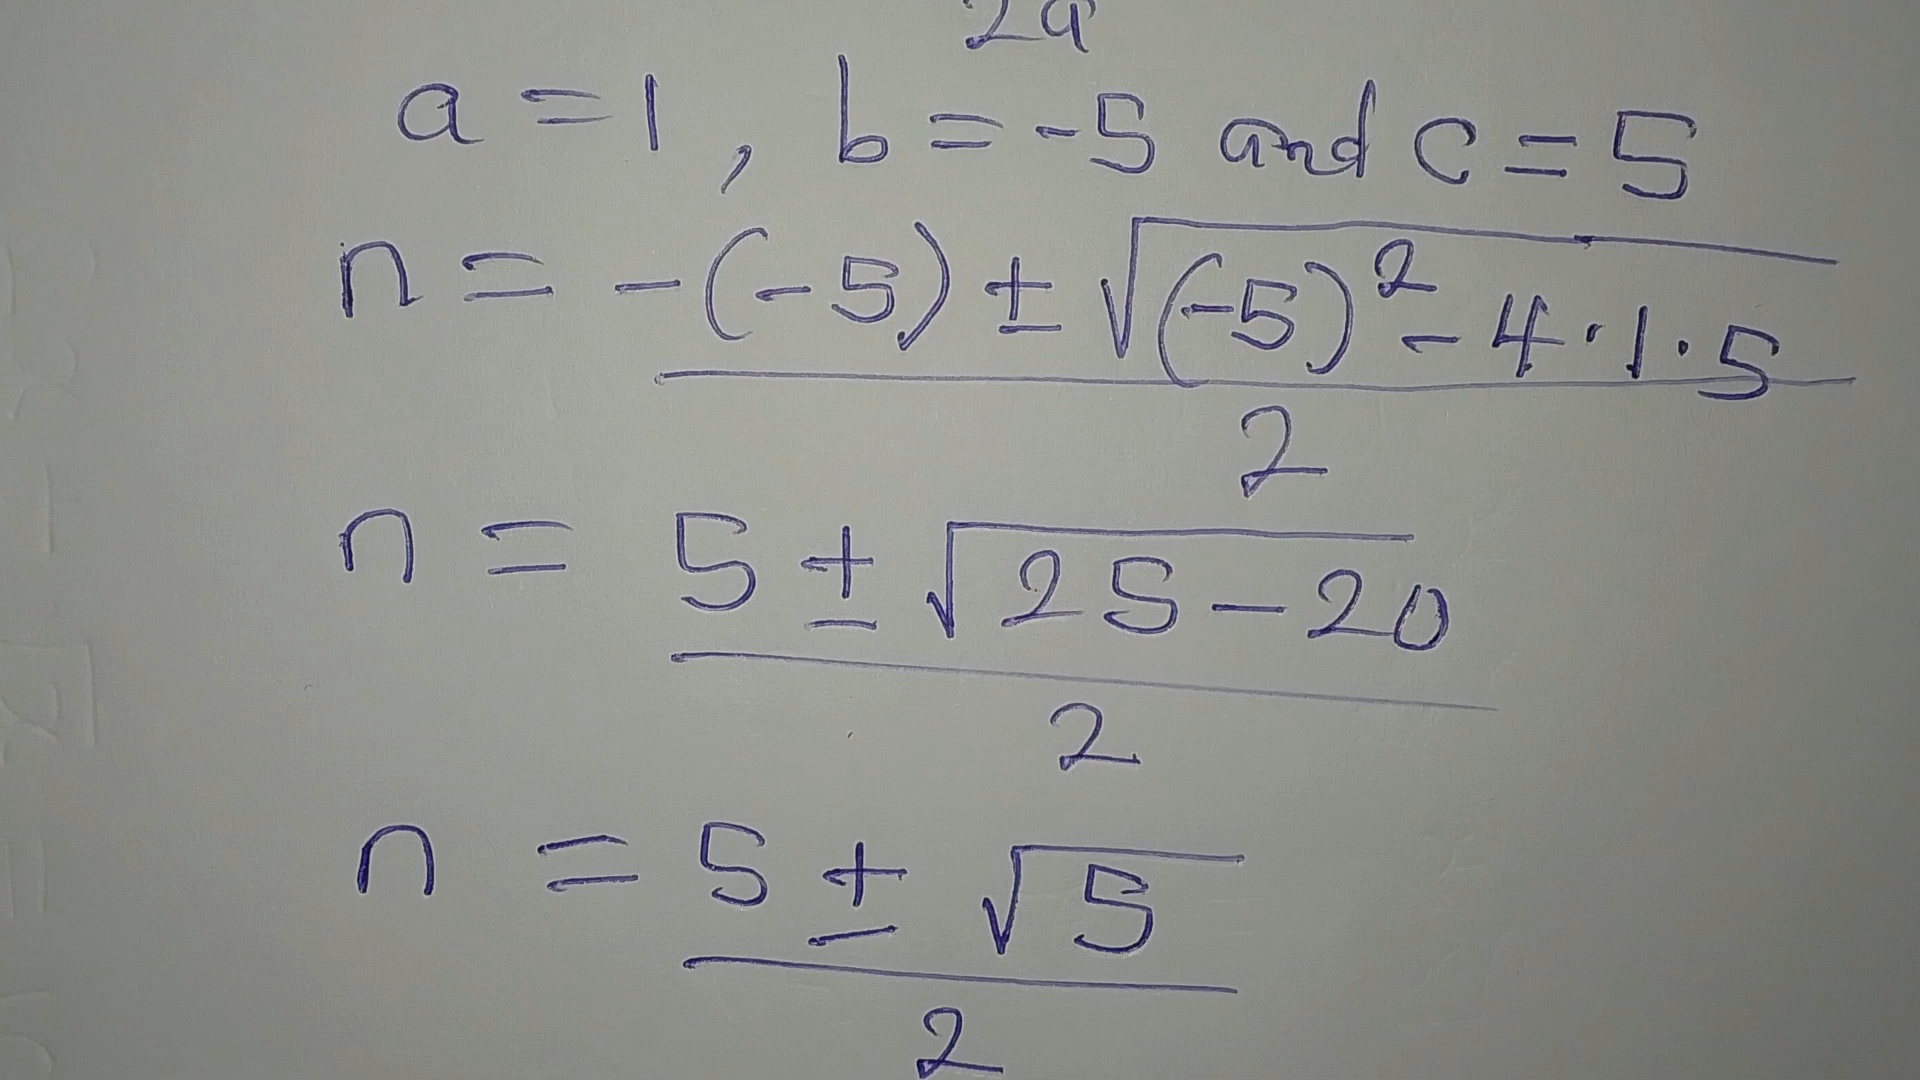 2a
a = 1, b = -5 and c = 5
n = -(-5) ± √(-5)² - 4·1·5
2
n = 5 ± √25 - 20
2
n = 5 ± √5
2